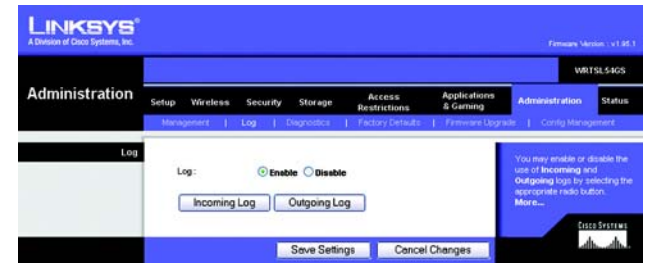 LINKSYS®
A Division of Cisco Systems, Inc.
Firmware Version : v1.85.1
WRTSL54GS
Administration
Setup Wireless Security Storage Access Restrictions Applications & Gaming Administration Status
Management | Log | Diagnostics | Factory Defaults | Firmware Upgrade | Config Management
Log
Log : Enable Disable
Incoming Log Outgoing Log
You may enable or disable the
use of Incoming and
Outgoing logs by selecting the
appropriate radio button.
More...
CISCO SYSTEMS
Save Settings Cancel Changes